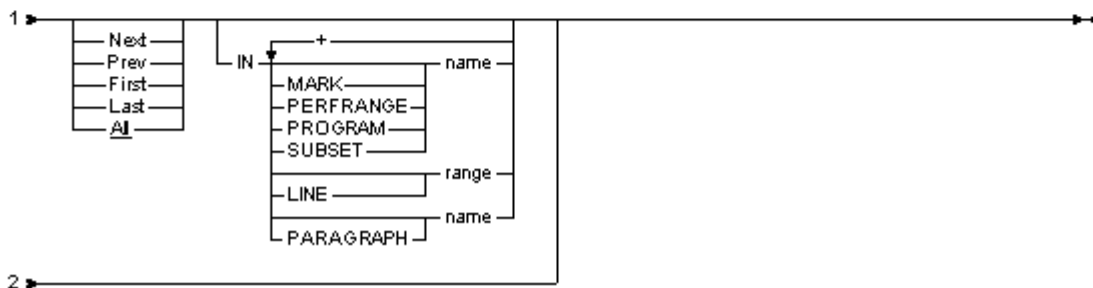 1
Next
+
Prev
IN
name
First
MARK
Last
PERFRANGE
All
PROGRAM
SUBSET
range
LINE
name
PARAGRAPH
2